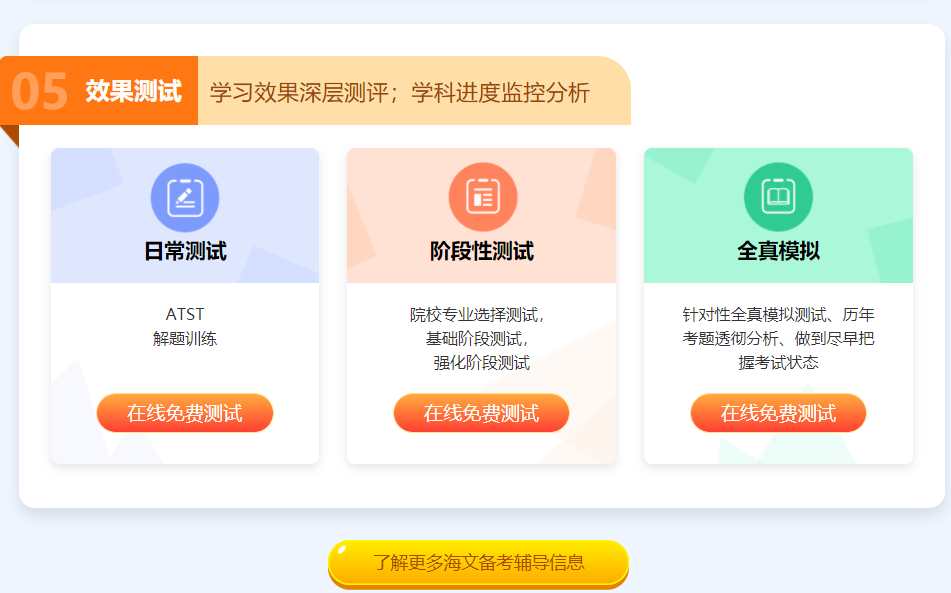 05 效果测试 学习效果深层测评；学科进度监控分析
日常测试
ATST
解题训练
在线免费测试
阶段性测试
院校专业选择测试，
基础阶段测试，
强化阶段测试
在线免费测试
全真模拟
针对性全真模拟测试、历年
考题透彻分析、做到尽早把
握考试状态
在线免费测试
了解更多海文备考辅导信息